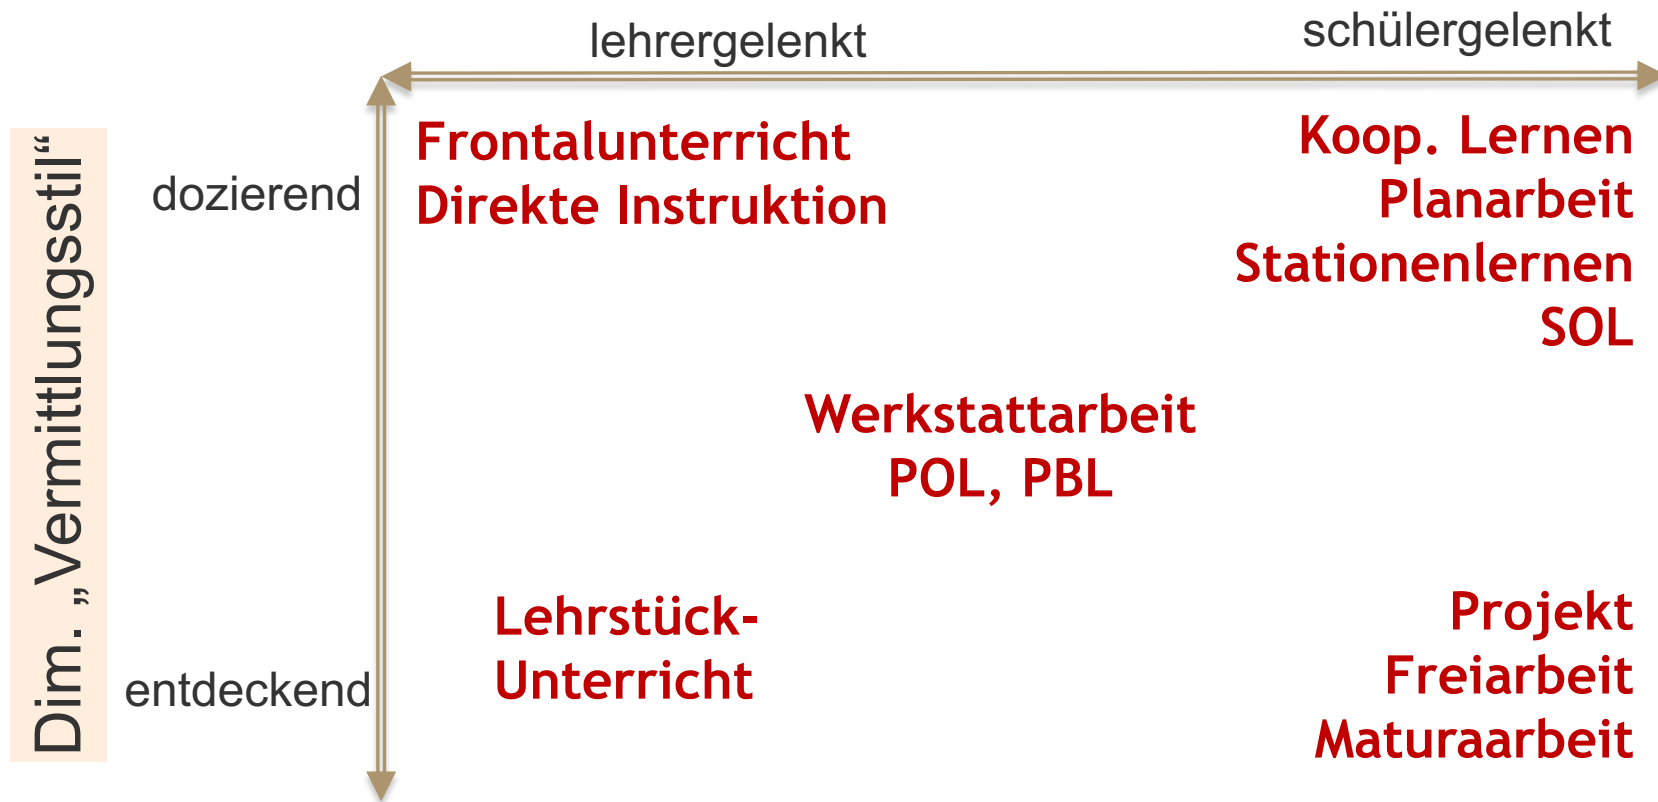 lehrergelenkt
schülergelenkt
Dim. „Vermittlungsstil“
dozierend
Frontalunterricht
Direkte Instruktion
Koop. Lernen
Planarbeit
Stationenlernen
SOL
Werkstattarbeit
POL, PBL
entdeckend
Lehrstück-
Unterricht
Projekt
Freiarbeit
Maturaarbeit